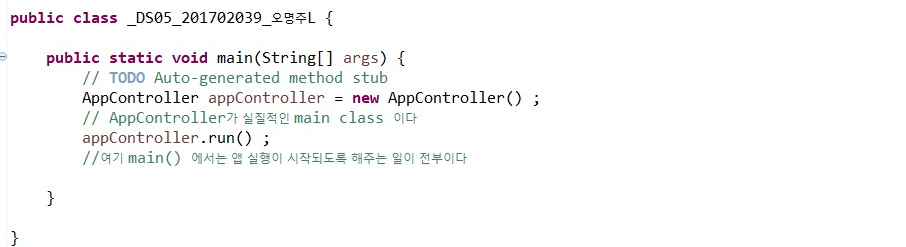 public class _DS05_201702039_오명주L {
public static void main(String[] args) {
// TODO Auto-generated method stub
AppController appController = new AppController() ;
// AppController가 실질적인 main class 이다
appController.run() ;
//여기 main() 에서는 앱 실행이 시작되도록 해주는 일이 전부이다
}
}